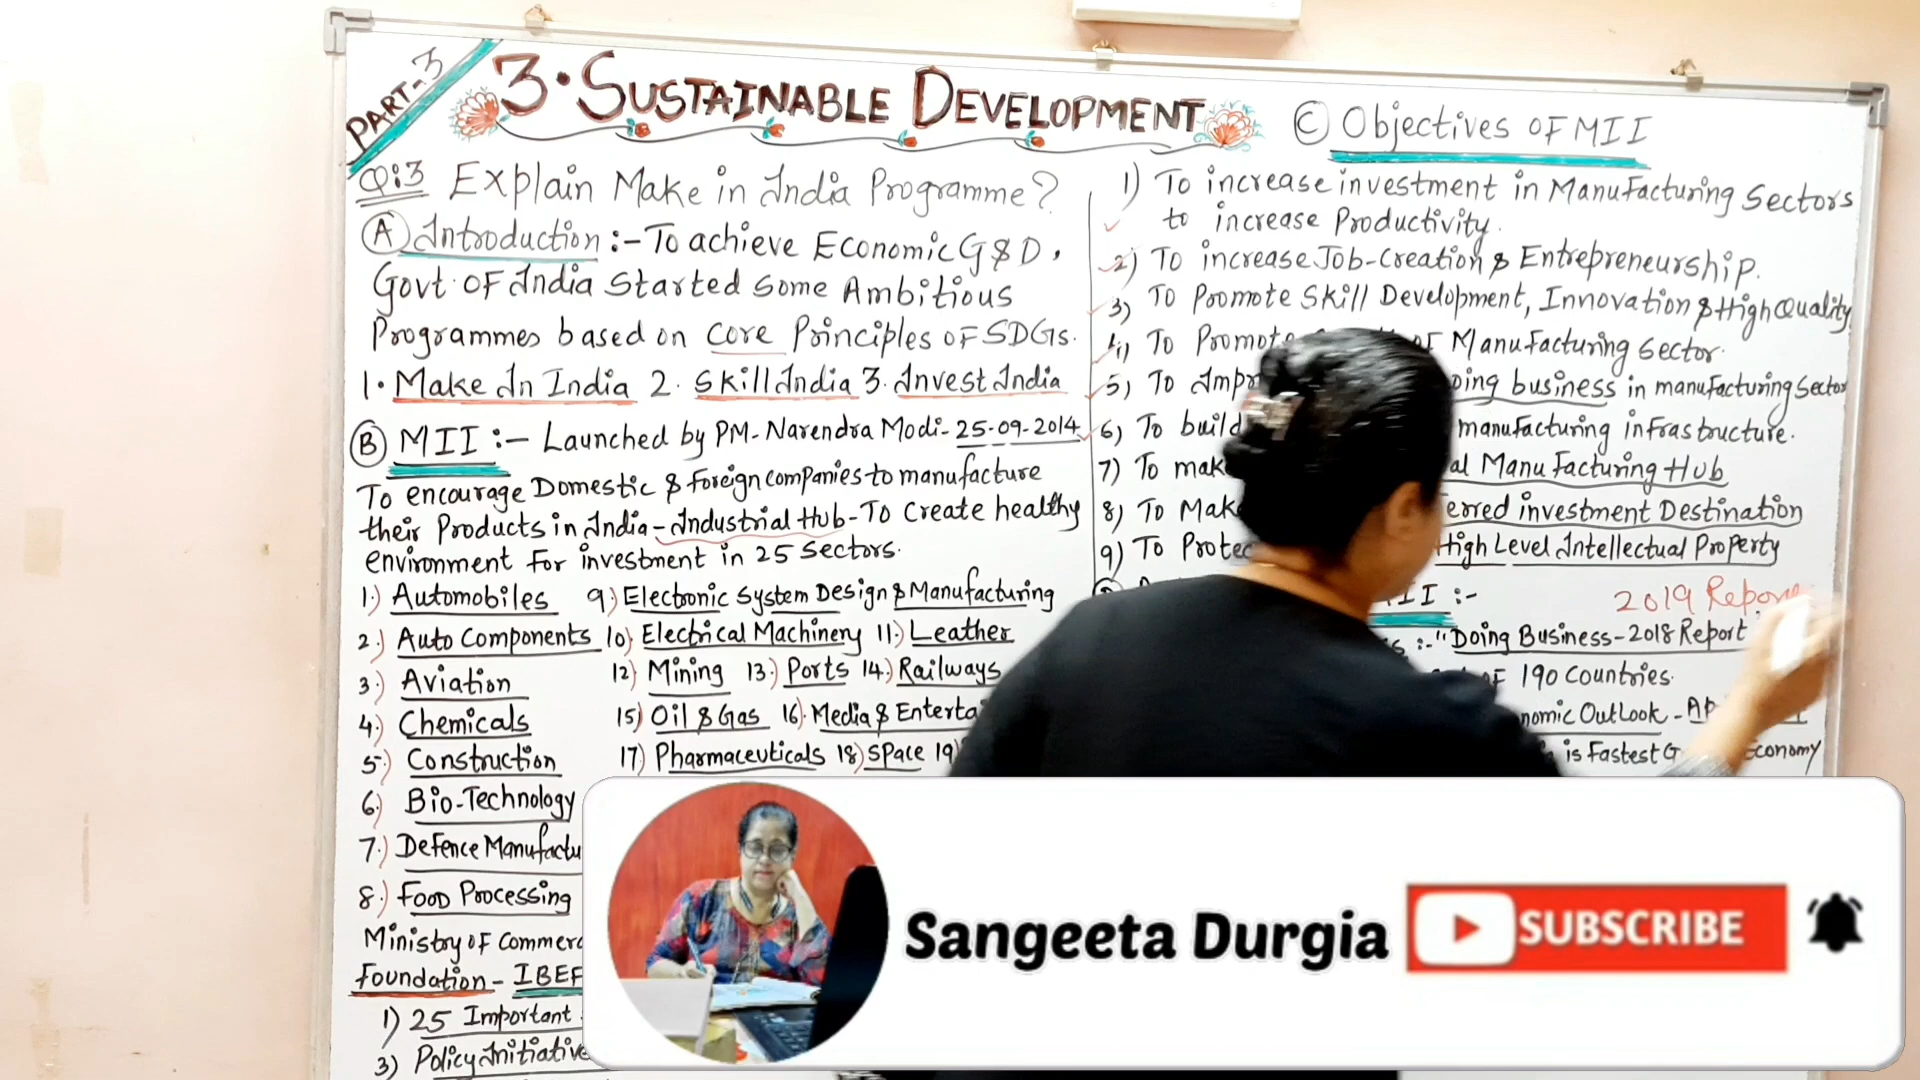 PART-3
3. SUSTAINABLE DEVELOPMENT
Q:3 Explain Make in India Programme?
(A) Introduction :- To achieve Economic G & D,
Govt. OF India Started Some Ambitious
Programmes based on Core Principles OF SDGs.
1. Make In India 2. Skill India 3. Invest India
(B) MII :- Launched by PM-Narendra Modi-25-09-2014
To encourage Domestic & Foreign companies to manufacture
their Products in India - Industrial Hub - To Create healthy
environment For investment in 25 Sectors.
1.) Automobiles 9.) Electronic System Design & Manufacturing
2.) Auto Components 10) Electrical Machinery 11.) Leather
3.) Aviation 12) Mining 13.) Ports 14.) Railways
4.) Chemicals 15) Oil & Gas 16.) Media &
5.) Construction 17) Pharmaceuticals 18.) Space 19)
6.) Bio-Technology
7.) Defence
8.) Food Processing
Ministry OF
Foundation - IBEF
1) 25 Important
3) Policy
(C) Objectives OF MII
1) To increase investment in Manufacturing Sectors
to increase Productivity.
2) To increase Job-Creation & Entrepreneurship.
3) To Promote Skill Development, Innovation & High Quality
4) To Manufacturing Sector.
5) To business in manufacturing Sector
6) To build manufacturing infrastructure.
7) To Manufacturing Hub
8) To investment Destination
9) To High Level Intellectual Property
MII :- 2019
:- "Doing Business-2018 Report"
OF 190 Countries.
Outlook -
is Fastest Economy
Sangeeta Durgia SUBSCRIBE